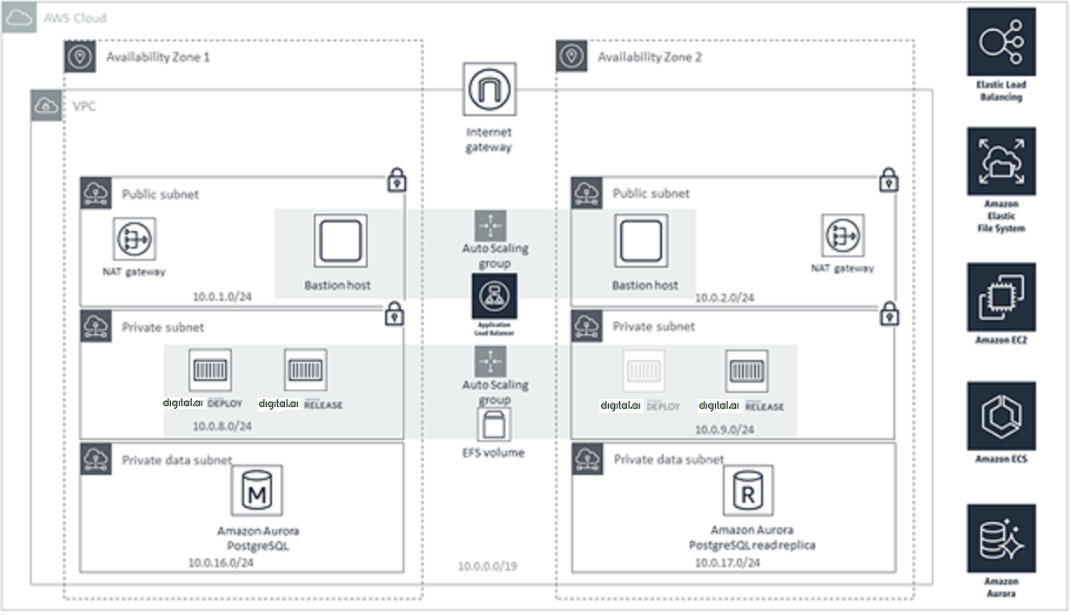 AWS Cloud
Availability Zone 1
Availability Zone 2
VPC
Internet
gateway
Public subnet
NAT gateway
Bastion host
10.0.1.0/24
Auto Scaling
group
Application
Load Balancer
Public subnet
Bastion host
NAT gateway
10.0.2.0/24
Private subnet
digital.ai DEPLOY
digital.ai RELEASE
10.0.8.0/24
Auto Scaling
group
EFS volume
Private subnet
digital.ai DEPLOY
digital.ai RELEASE
10.0.9.0/24
Private data subnet
M
Amazon Aurora
PostgreSQL
10.0.16.0/24
10.0.0.0/19
Private data subnet
R
Amazon Aurora
PostgreSQL read replica
10.0.17.0/24
Elastic Load
Balancing
Amazon
Elastic
File System
Amazon EC2
Amazon ECS
Amazon
Aurora